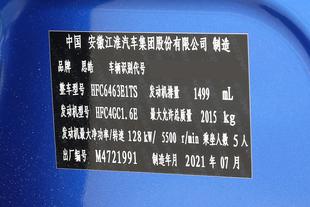 中国 安徽江淮汽车集团股份有限公司 制造
品牌 思皓 车辆识别代号
整车型号 HFC6463E1TS 发动机排量 1499 mL
发动机型号 HFC4GC1.6E 最大允许总质量 2015 kg
发动机最大净功率/转速 128 kW/ 5500 r/min 乘坐人数 5 人
出厂编号 M4721991 制造年月 2021 年 07 月